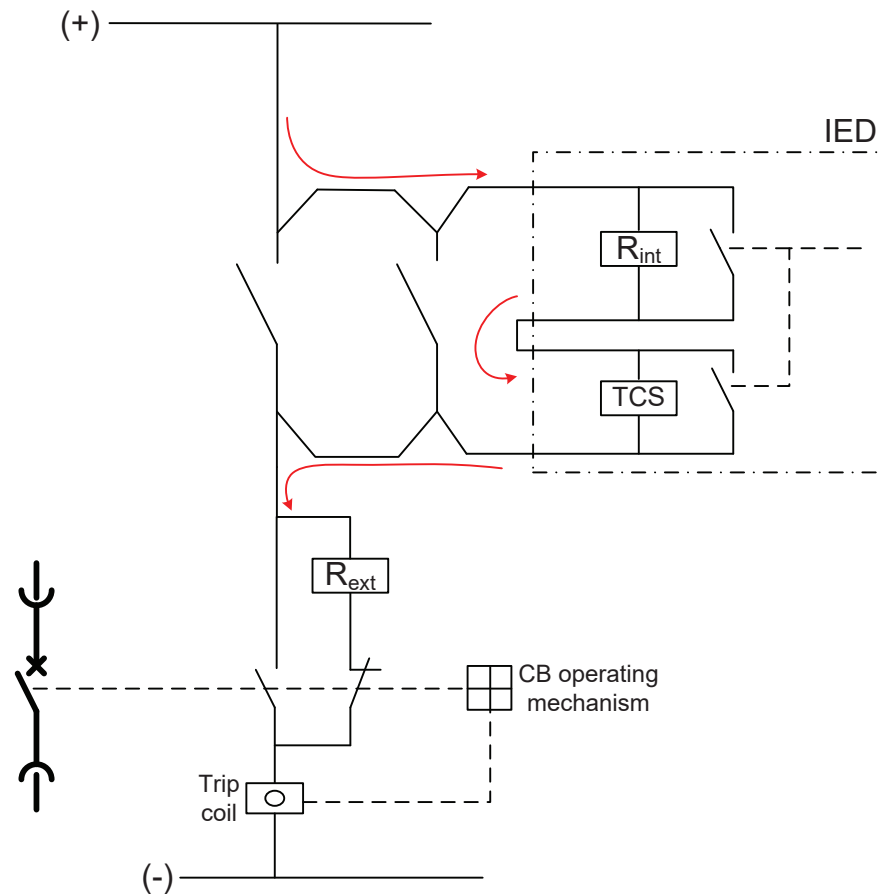 (+)
IED
Rint
TCS
Rext
CB operating
mechanism
Trip
coil
(-)